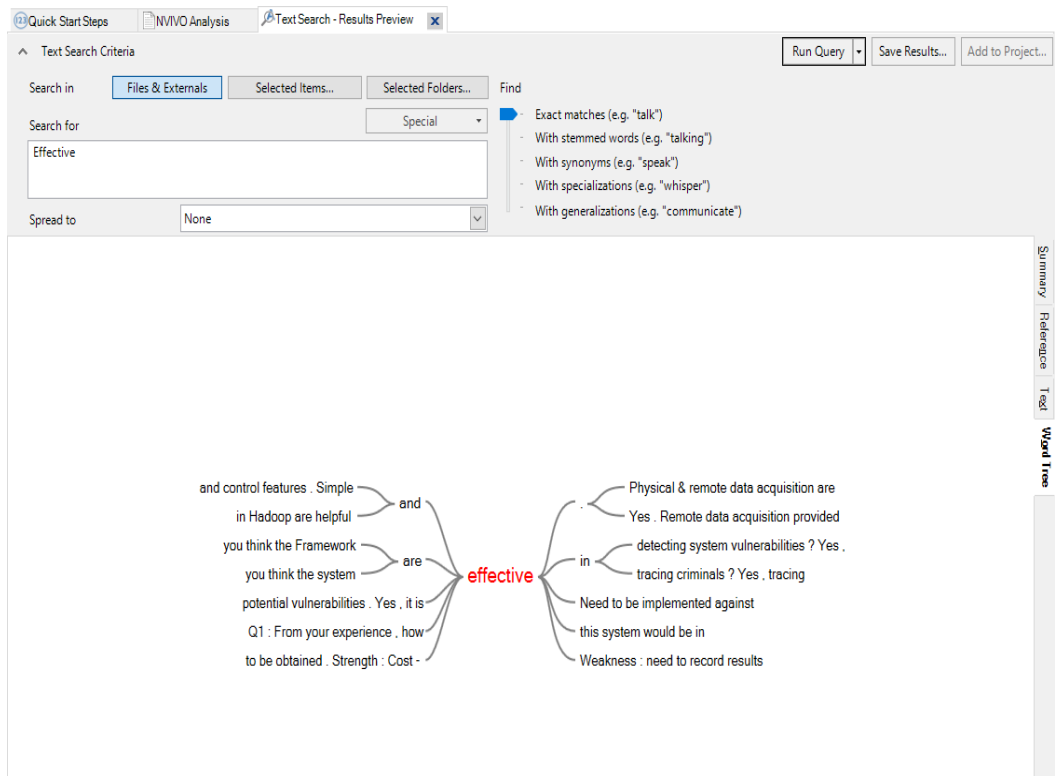 123 Quick Start Steps NVIVO Analysis Text Search - Results Preview x
Text Search Criteria Run Query Save Results... Add to Project...
Search in Files & Externals Selected Items... Selected Folders... Find
Search for Special
Effective
Spread to None
Exact matches (e.g. "talk")
With stemmed words (e.g. "talking")
With synonyms (e.g. "speak")
With specializations (e.g. "whisper")
With generalizations (e.g. "communicate")
Summary
Reference
Text
Word Tree
and control features . Simple
in Hadoop are helpful
and
you think the Framework
you think the system
are
potential vulnerabilities . Yes , it is
Q1 : From your experience , how
to be obtained . Strength : Cost -
effective
.
Physical & remote data acquisition are
Yes . Remote data acquisition provided
in
detecting system vulnerabilities ? Yes ,
tracing criminals ? Yes , tracing
Need to be implemented against
this system would be in
Weakness : need to record results